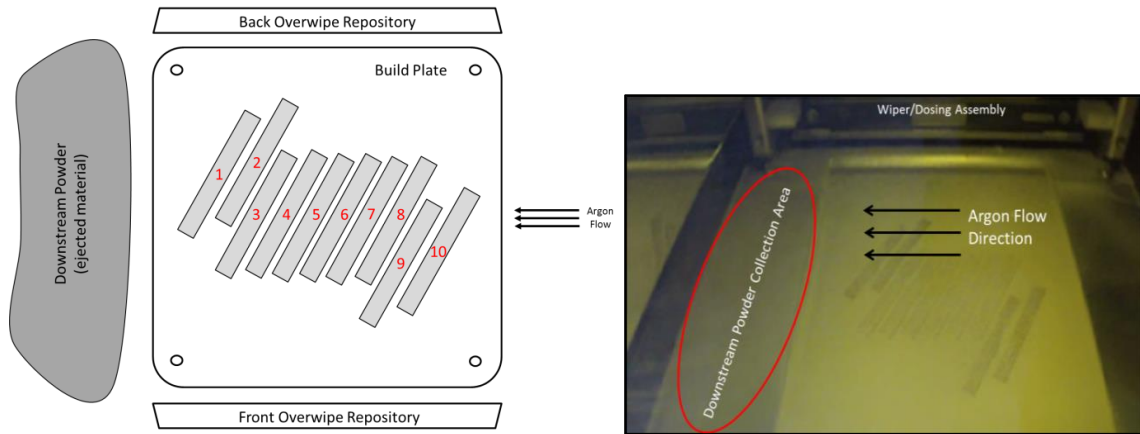 Back Overwipe Repository
Build Plate
Downstream Powder
(ejected material)
1
2
3
4
5
6
7
8
9
10
Argon
Flow
Front Overwipe Repository
Wiper/Dosing Assembly
Downstream Powder Collection Area
Argon Flow
Direction